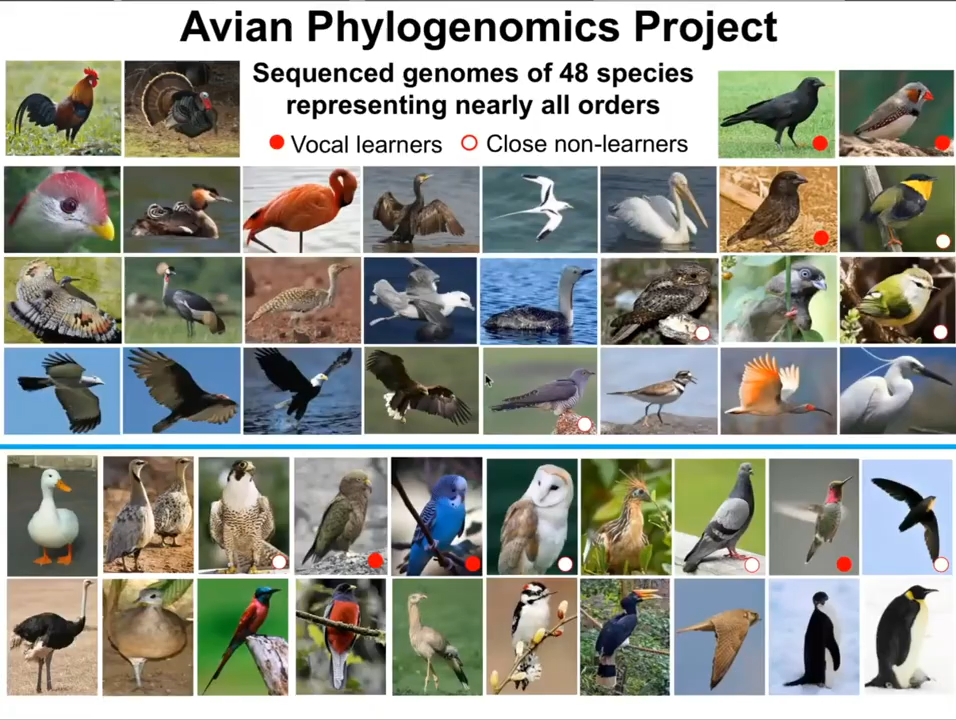 Avian Phylogenomics Project
Sequenced genomes of 48 species
representing nearly all orders
Vocal learners
Close non-learners